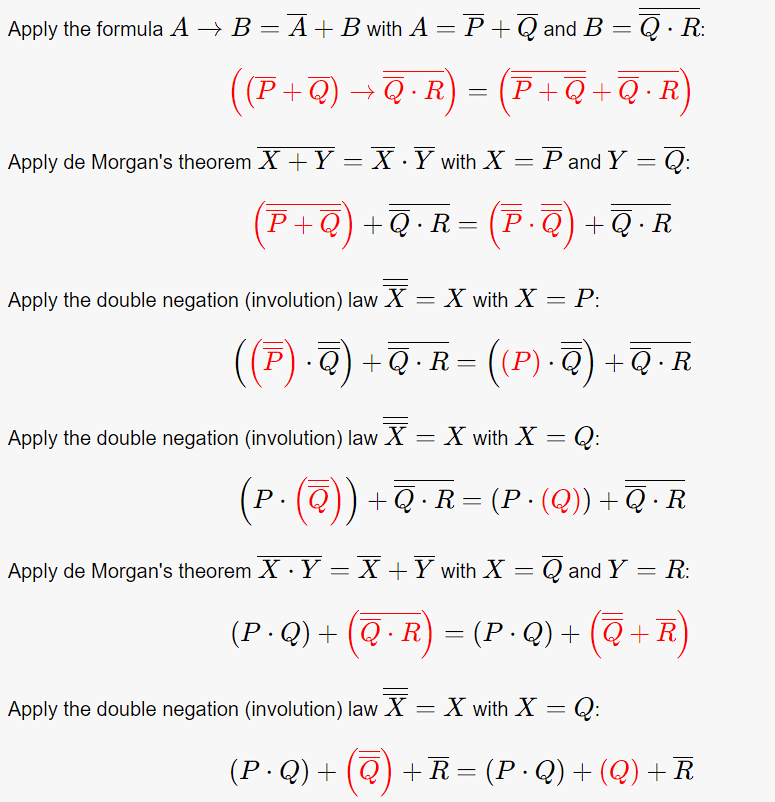 Apply the formula $A \rightarrow B = \overline{A} + B$ with $A = \overline{P} + \overline{Q}$ and $B = \overline{\overline{Q} \cdot R}$:
$\left(\left(\overline{P} + \overline{Q}\right) \rightarrow \overline{\overline{Q} \cdot R}\right) = \left(\overline{\overline{P} + \overline{Q}} + \overline{\overline{Q} \cdot R}\right)$
Apply de Morgan's theorem $\overline{X + Y} = \overline{X} \cdot \overline{Y}$ with $X = \overline{P}$ and $Y = \overline{Q}$:
$\left(\overline{\overline{P} + \overline{Q}}\right) + \overline{\overline{Q} \cdot R} = \left(\overline{\overline{P}} \cdot \overline{\overline{Q}}\right) + \overline{\overline{Q} \cdot R}$
Apply the double negation (involution) law $\overline{\overline{X}} = X$ with $X = P$:
$\left(\left(\overline{\overline{P}}\right) \cdot \overline{\overline{Q}}\right) + \overline{\overline{Q} \cdot R} = \left((P) \cdot \overline{\overline{Q}}\right) + \overline{\overline{Q} \cdot R}$
Apply the double negation (involution) law $\overline{\overline{X}} = X$ with $X = Q$:
$\left(P \cdot \left(\overline{\overline{Q}}\right)\right) + \overline{\overline{Q} \cdot R} = (P \cdot (Q)) + \overline{\overline{Q} \cdot R}$
Apply de Morgan's theorem $\overline{X \cdot Y} = \overline{X} + \overline{Y}$ with $X = \overline{Q}$ and $Y = R$:
$(P \cdot Q) + \left(\overline{\overline{Q} \cdot R}\right) = (P \cdot Q) + \left(\overline{\overline{Q}} + \overline{R}\right)$
Apply the double negation (involution) law $\overline{\overline{X}} = X$ with $X = Q$:
$(P \cdot Q) + \left(\overline{\overline{Q}}\right) + \overline{R} = (P \cdot Q) + (Q) + \overline{R}$